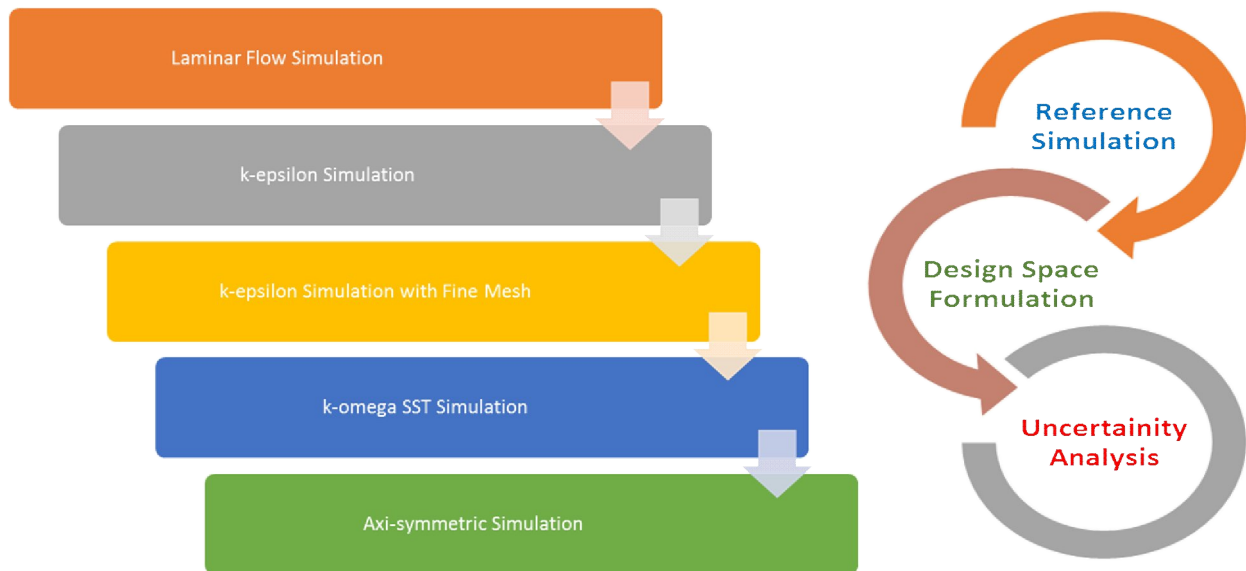 Laminar Flow Simulation
k-epsilon Simulation
k-epsilon Simulation with Fine Mesh
k-omega SST Simulation
Axi-symmetric Simulation
Reference
Simulation
Design Space
Formulation
Uncertainity
Analysis